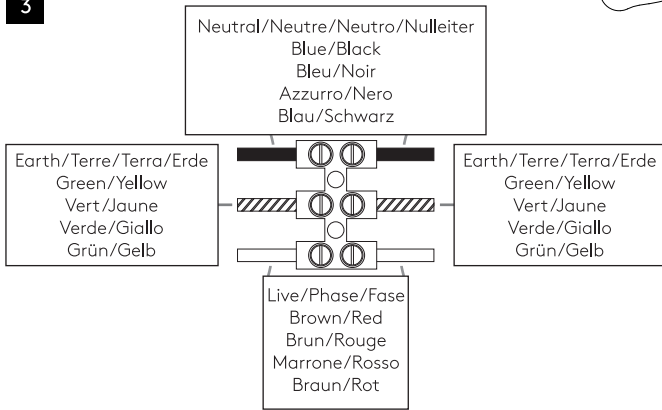 3
Neutral/Neutre/Neutro/Nulleiter
Blue/Black
Bleu/Noir
Azzurro/Nero
Blau/Schwarz
Earth/Terre/Terra/Erde
Green/Yellow
Vert/Jaune
Verde/Giallo
Grün/Gelb
Earth/Terre/Terra/Erde
Green/Yellow
Vert/Jaune
Verde/Giallo
Grün/Gelb
Live/Phase/Fase
Brown/Red
Brun/Rouge
Marrone/Rosso
Braun/Rot